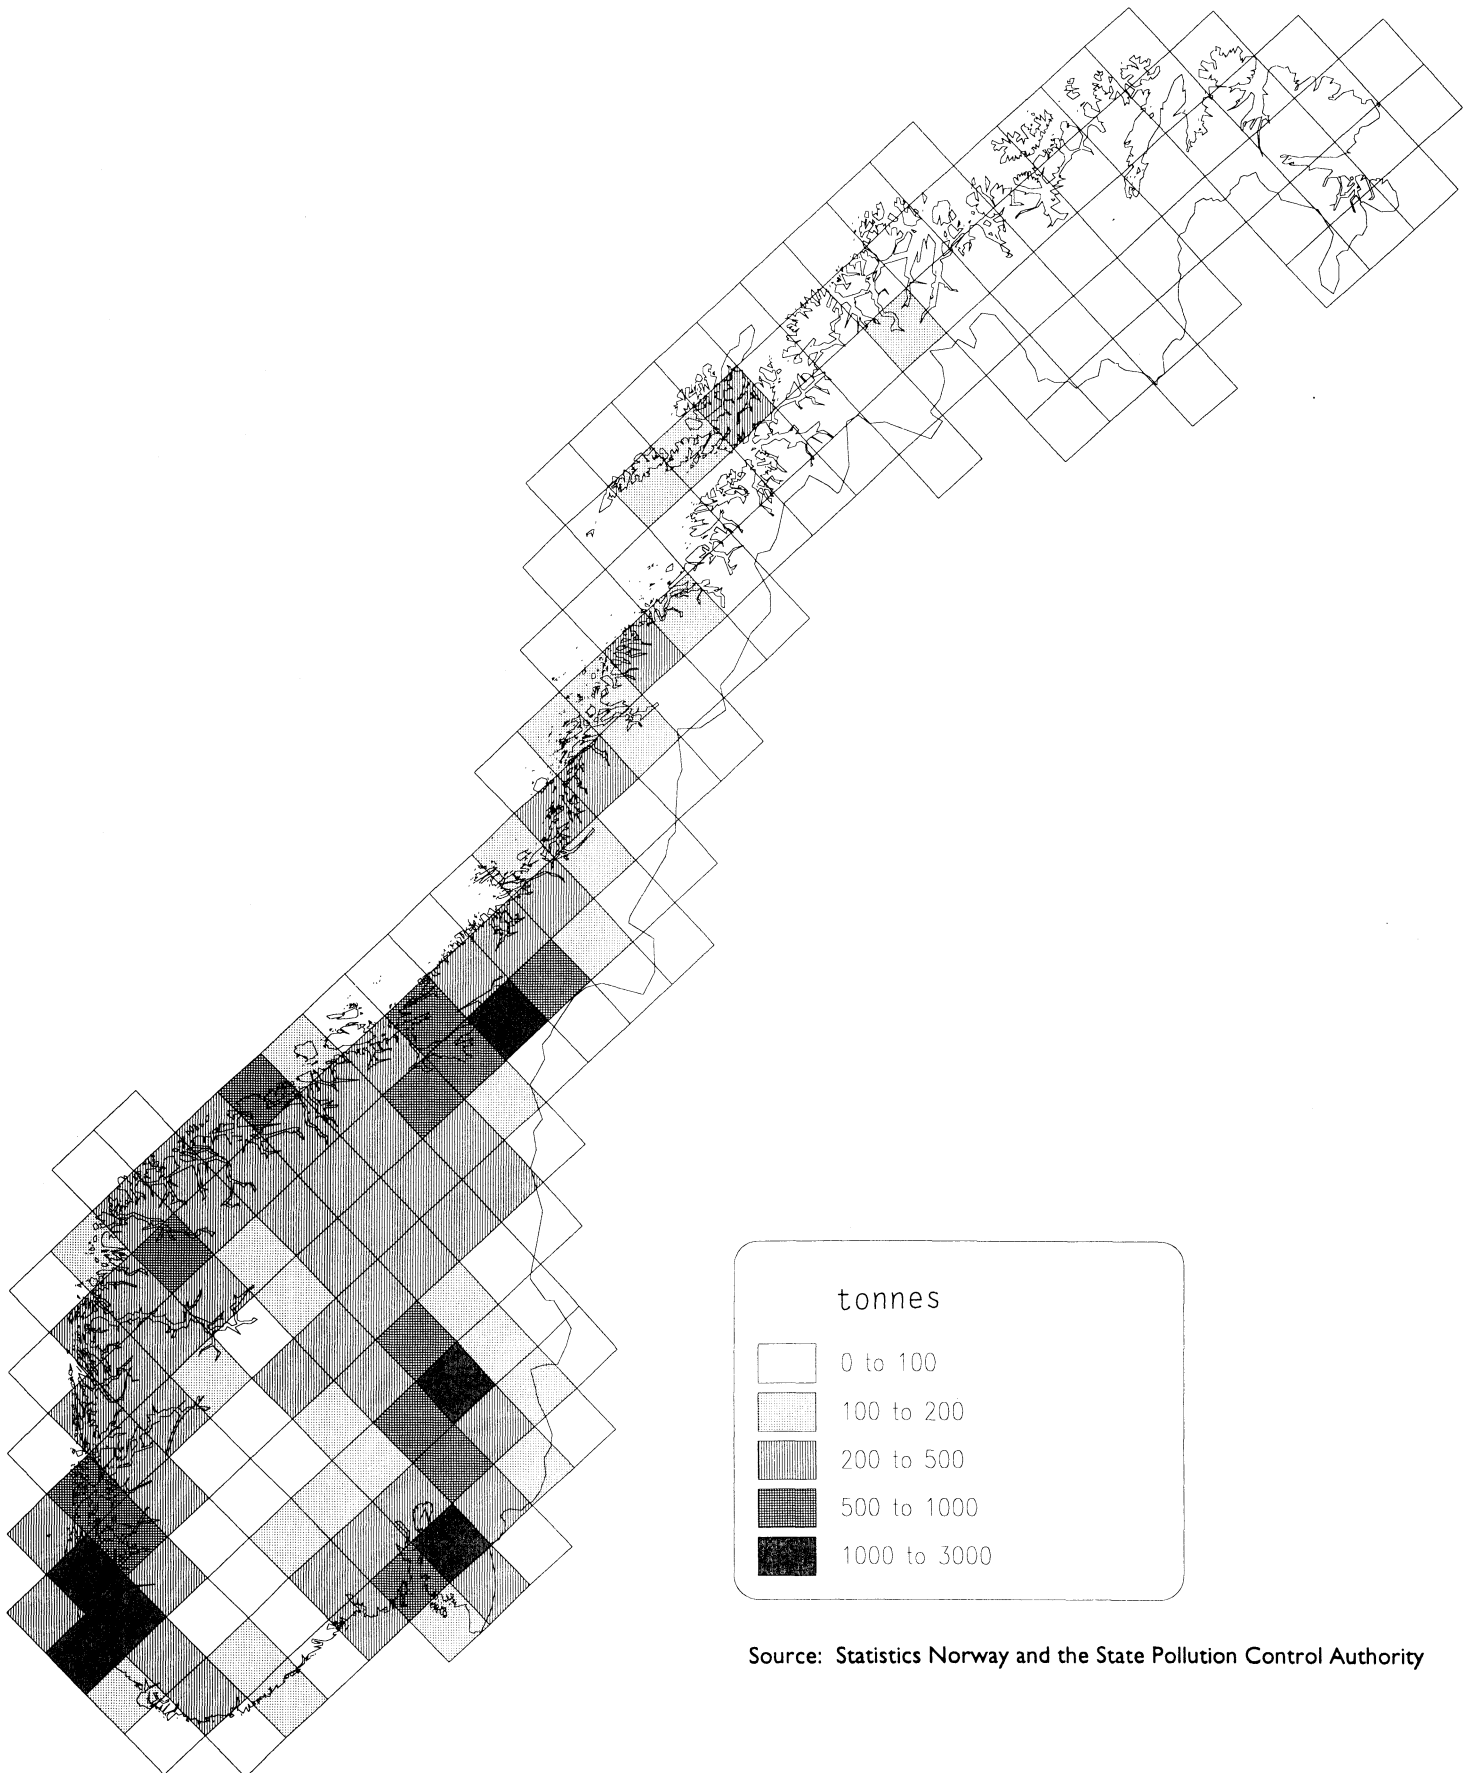 tonnes
0 to 100
100 to 200
200 to 500
500 to 1000
1000 to 3000
Source: Statistics Norway and the State Pollution Control Authority